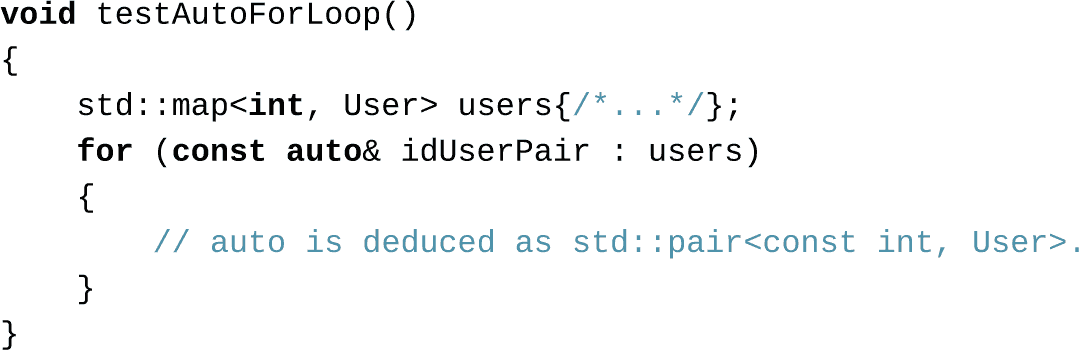 void testAutoForLoop()
{
    std::map<int, User> users{/*...*/};
    for (const auto& idUserPair : users)
    {
        // auto is deduced as std::pair<const int, User>.
    }
}